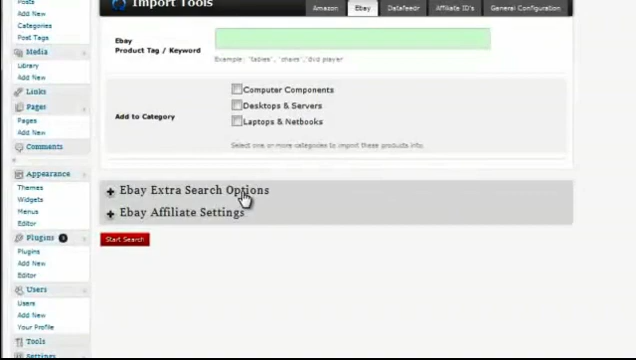 Import Tools
Amazon
Ebay
Datafeedr
Affiliate ID's
General Configuration
Posts
Add New
Categories
Post Tags
Media
Library
Add New
Links
Pages
Pages
Add New
Comments
Appearance
Themes
Widgets
Menus
Editor
Plugins
Plugins
Add New
Editor
Users
Users
Add New
Your Profile
Tools
Settings
Ebay
Product Tag / Keyword
Example: "tables" , "chairs" ,"dvd player
Add to Category
Computer Components
Desktops & Servers
Laptops & Netbooks
Select one or more categories to import these products into.
+ Ebay Extra Search Options
+ Ebay Affiliate Settings
Start Search